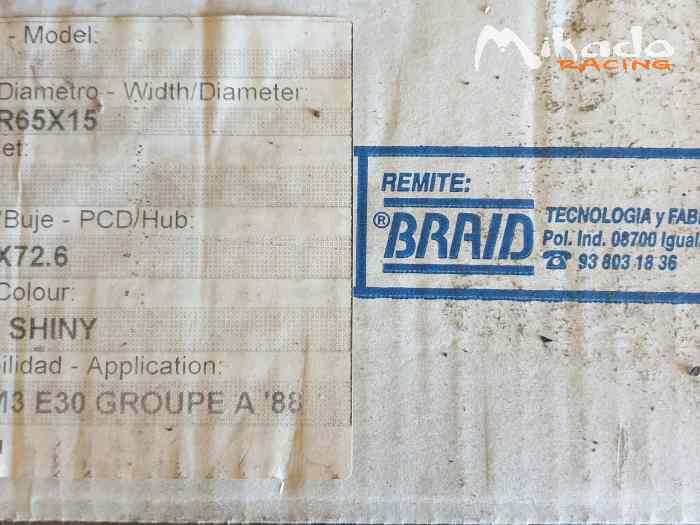 - Model:
Diametro - Width/Diameter
R65X15
et:
/Buje - PCD/Hub:
X72.6
Colour:
SHINY
bilidad - Application:
M3 E30 GROUPE A '88
Mikado
RACING
REMITE:
®BRAID
TECNOLOGIA y FAB
Pol. Ind. 08700 Igual
☎ 93 803 18 36